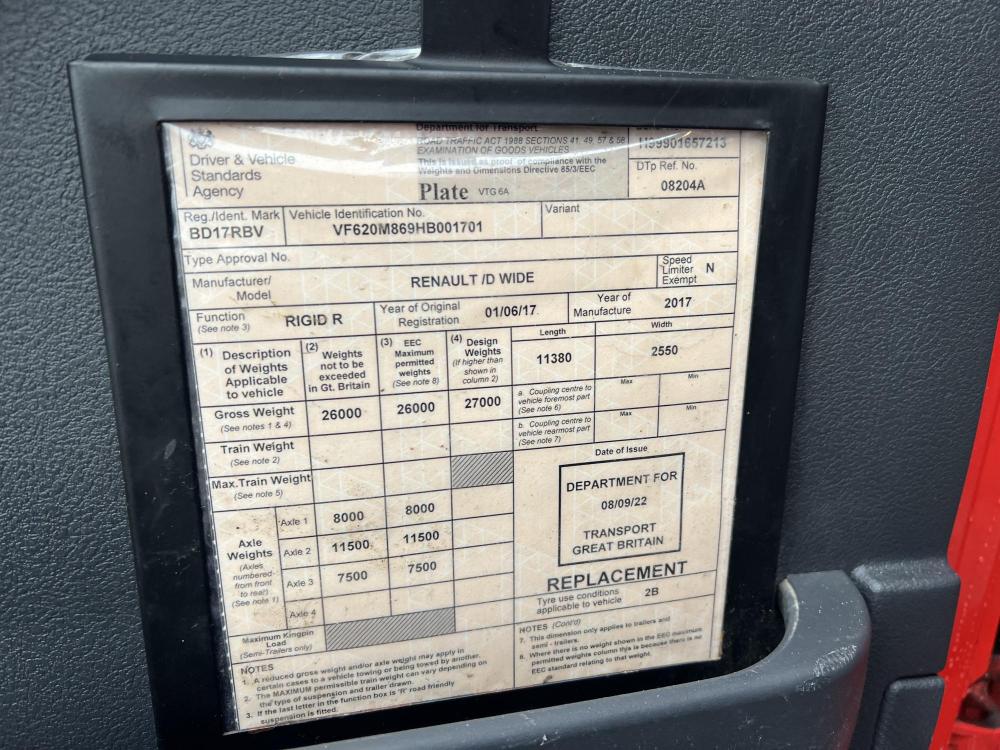 Driver & Vehicle
Standards
Agency
Department for Transport
ROAD TRAFFIC ACT 1988 SECTIONS 41, 49, 57 & 58
EXAMINATION OF GOODS VEHICLES
This is issued as proof of compliance with the
Weights and Dimensions Directive 85/3/EEC
Plate VTG 6A
H99901657213
DTp Ref. No.
08204A
Reg./Ident. Mark
BD17RBV
Vehicle Identification No.
VF620M869HB001701
Variant
Type Approval No.
Manufacturer/
Model
RENAULT /D WIDE
Speed
Limiter
Exempt
N
Function
(See note 3)
RIGID R
Year of Original
Registration
01/06/17
Year of
Manufacture
2017
(1) Description
of Weights
Applicable
to vehicle
(2) Weights
not to be
exceeded
in Gt. Britain
(3) EEC
Maximum
permitted
weights
(See note 8)
(4) Design
Weights
(If higher than
shown in
column 2)
Length
11380
Width
2550
Gross Weight
(See notes 1 & 4)
26000
26000
27000
a. Coupling centre to
vehicle foremost part
(See note 6)
Max
Min
b. Coupling centre to
vehicle rearmost part
(See note 7)
Max
Min
Train Weight
(See note 2)
Max.Train Weight
(See note 5)
Axle
Weights
(Axles
numbered
from front
to rear)
(See note 1)
Axle 1
8000
8000
Axle 2
11500
11500
Axle 3
7500
7500
Axle 4
Maximum Kingpin
Load
(Semi-Trailers only)
Date of Issue
DEPARTMENT FOR
08/09/22
TRANSPORT
GREAT BRITAIN
REPLACEMENT
Tyre use conditions
applicable to vehicle
2B
NOTES
1. A reduced gross weight and/or axle weight may apply in
certain cases to a vehicle towing or being towed by another.
2. The MAXIMUM permissible train weight can vary depending on
the type of suspension and trailer drawn.
3. If the last letter in the function box is 'R' road friendly
suspension is fitted.
NOTES (Cont'd)
7. This dimension only applies to trailers and
semi - trailers.
8. Where there is no weight shown in the EEC maximum
permitted weights column this is because there is no
EEC standard relating to that weight.